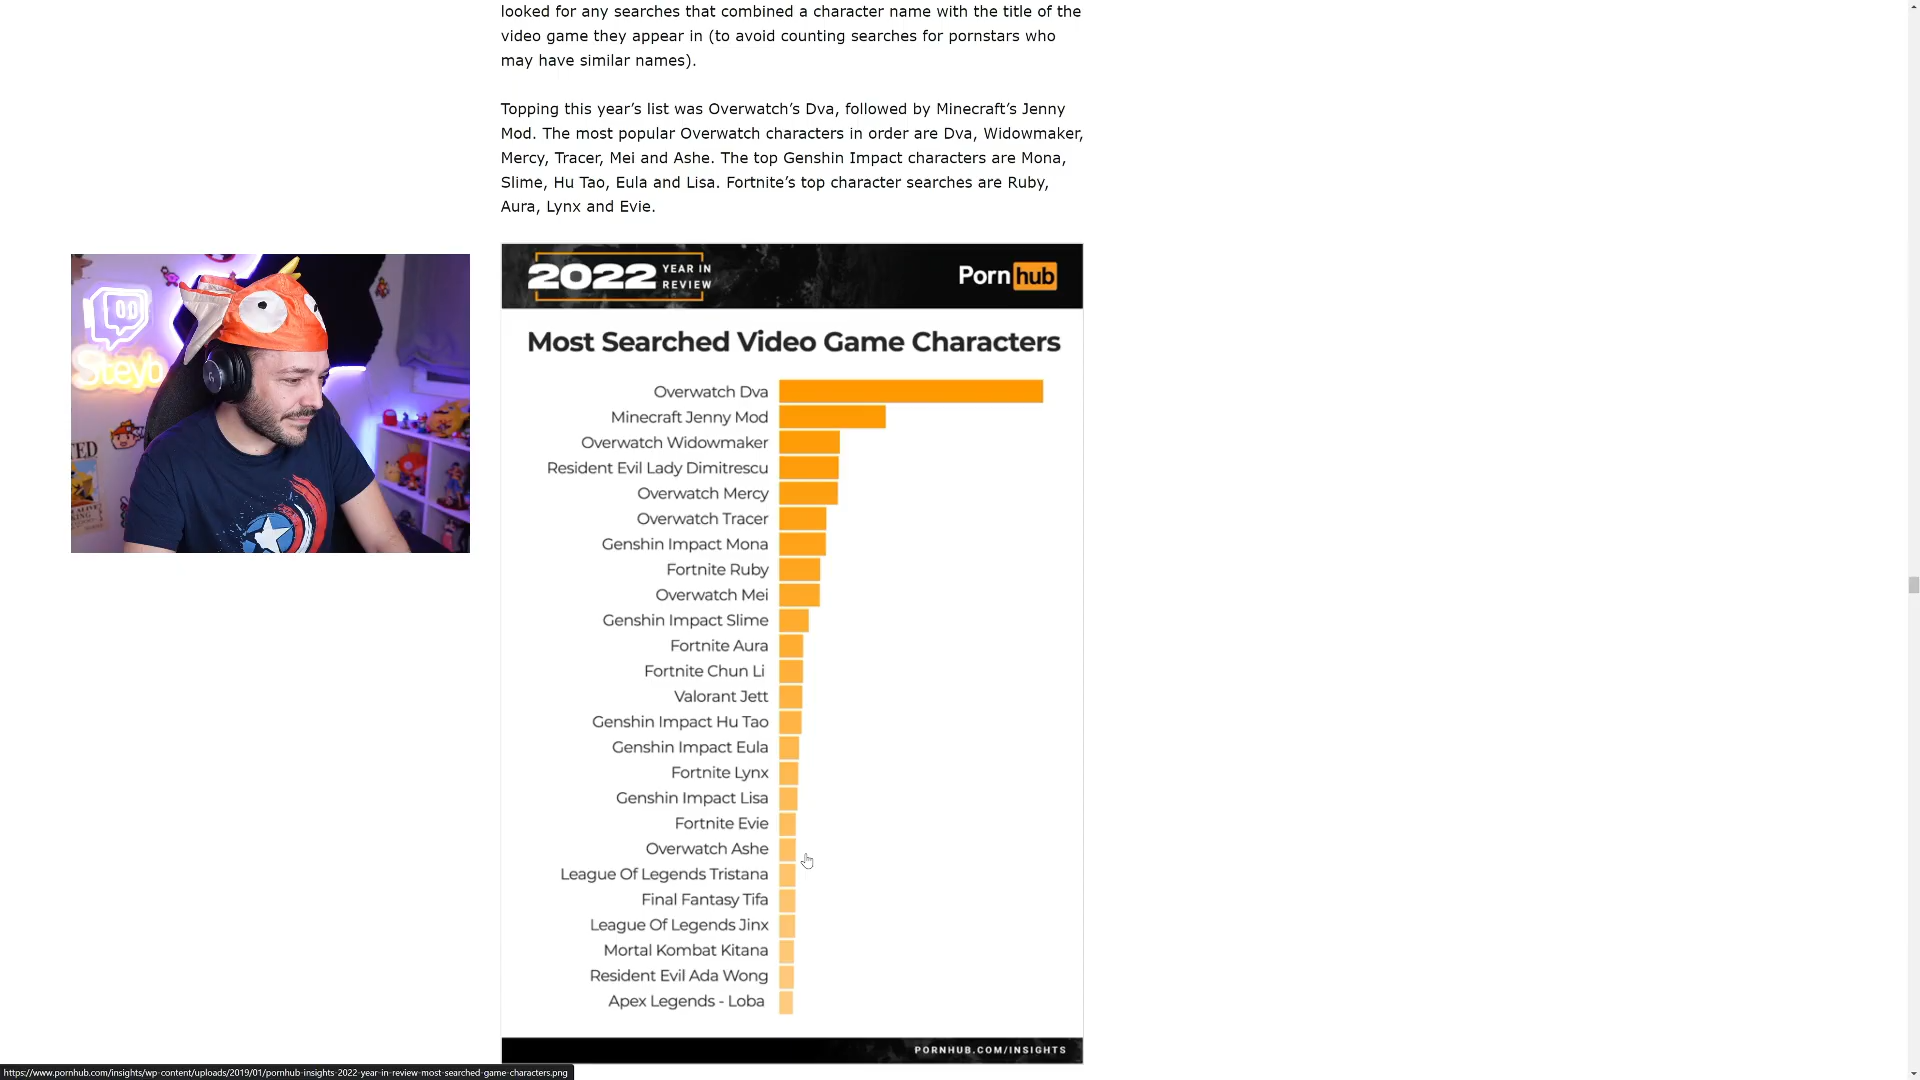 looked for any searches that combined a character name with the title of the
video game they appear in (to avoid counting searches for pornstars who
may have similar names).
Topping this year’s list was Overwatch’s Dva, followed by Minecraft’s Jenny
Mod. The most popular Overwatch characters in order are Dva, Widowmaker,
Mercy, Tracer, Mei and Ashe. The top Genshin Impact characters are Mona,
Slime, Hu Tao, Eula and Lisa. Fortnite’s top character searches are Ruby,
Aura, Lynx and Evie.
2022 YEAR IN REVIEW
Porn hub
Most Searched Video Game Characters
Overwatch Dva
Minecraft Jenny Mod
Overwatch Widowmaker
Resident Evil Lady Dimitrescu
Overwatch Mercy
Overwatch Tracer
Genshin Impact Mona
Fortnite Ruby
Overwatch Mei
Genshin Impact Slime
Fortnite Aura
Fortnite Chun Li
Valorant Jett
Genshin Impact Hu Tao
Genshin Impact Eula
Fortnite Lynx
Genshin Impact Lisa
Fortnite Evie
Overwatch Ashe
League Of Legends Tristana
Final Fantasy Tifa
League Of Legends Jinx
Mortal Kombat Kitana
Resident Evil Ada Wong
Apex Legends - Loba
PORNHUB.COM/INSIGHTS
Steyb
https://www.pornhub.com/insights/wp-content/uploads/2019/01/pornhub-insights-2022-year-in-review-most-searched-game-characters.png